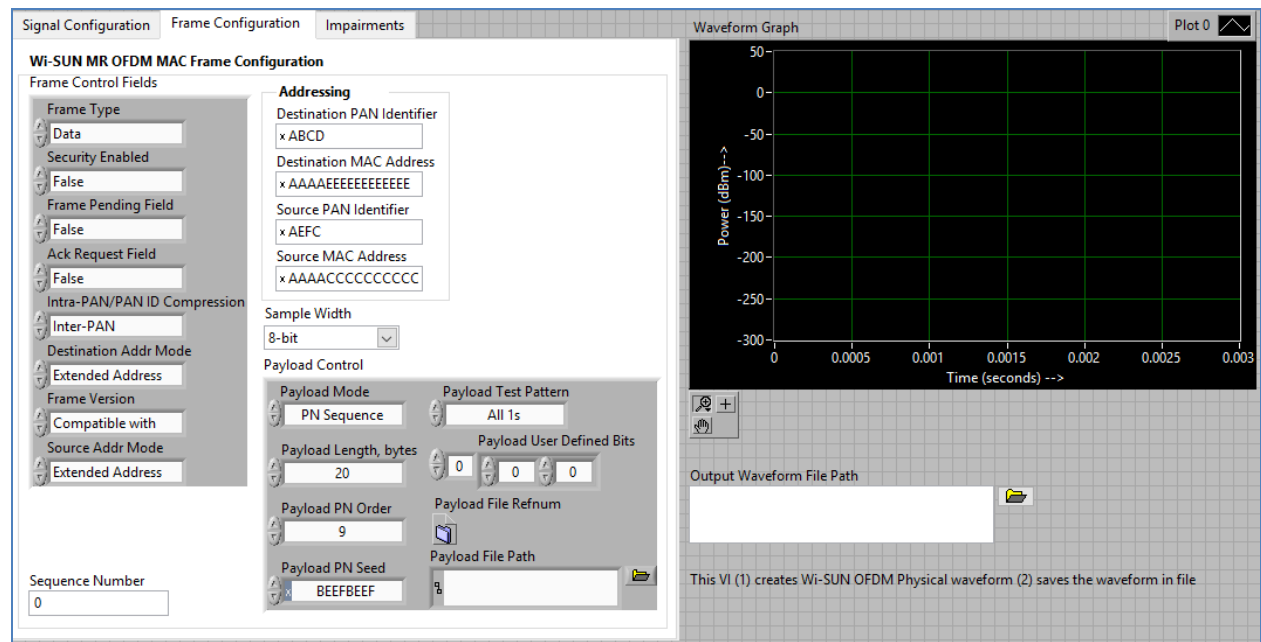 Signal Configuration Frame Configuration Impairments
Wi-SUN MR OFDM MAC Frame Configuration
Frame Control Fields
Frame Type
Data
Security Enabled
False
Frame Pending Field
False
Ack Request Field
False
Intra-PAN/PAN ID Compression
Inter-PAN
Destination Addr Mode
Extended Address
Frame Version
Compatible with
Source Addr Mode
Extended Address
Sequence Number
0
Addressing
Destination PAN Identifier
x ABCD
Destination MAC Address
x AAAAEEEEEEEEEEEE
Source PAN Identifier
x AEFC
Source MAC Address
x AAAACCCCCCCCCC
Sample Width
8-bit
Payload Control
Payload Mode
PN Sequence
Payload Length, bytes
20
Payload PN Order
9
Payload PN Seed
x BEEFBEEF
Payload Test Pattern
All 1s
Payload User Defined Bits
0 0 0
Payload File Refnum
Payload File Path
Waveform Graph
Plot 0
50
0
-50
-100
-150
-200
-250
-300
Power (dBm)-->
0 0.0005 0.001 0.0015 0.002 0.0025 0.003
Time (seconds) -->
Output Waveform File Path
This VI (1) creates Wi-SUN OFDM Physical waveform (2) saves the waveform in file